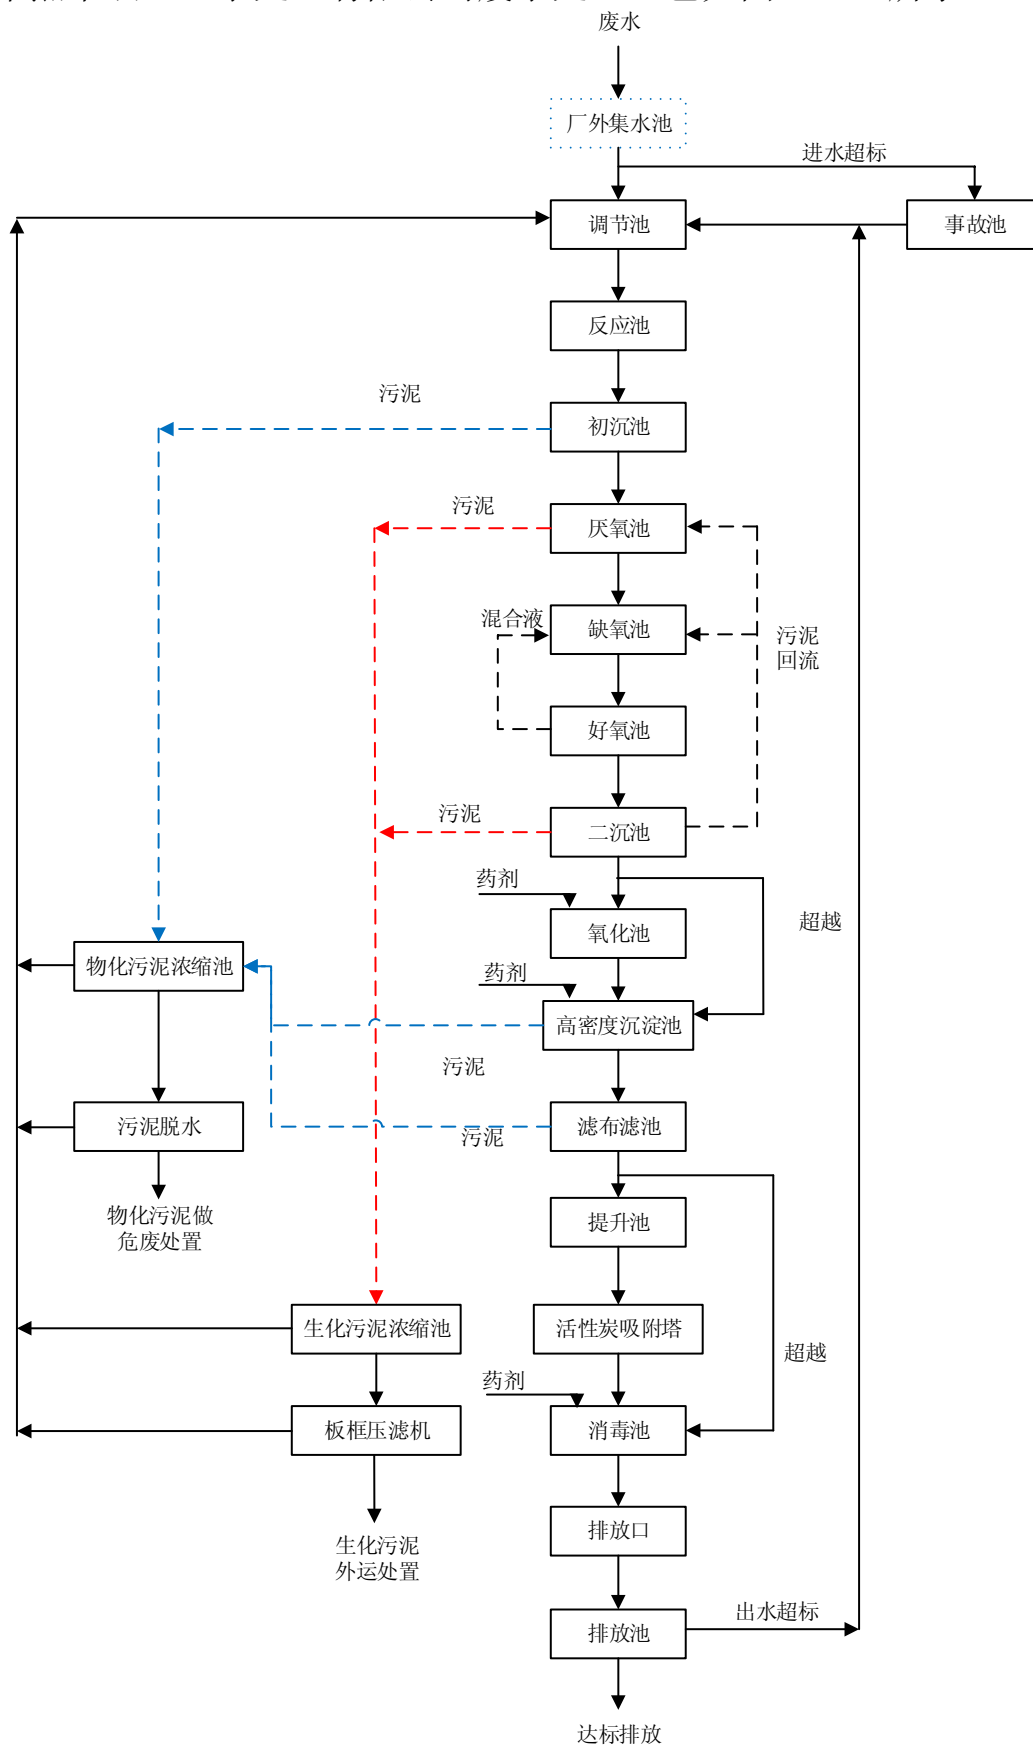 废水
厂外集水池
进水超标
调节池
事故池
反应池
污泥
初沉池
污泥
厌氧池
混合液
缺氧池
污泥
回流
好氧池
污泥
二沉池
药剂
氧化池
超越
物化污泥浓缩池
药剂
高密度沉淀池
污泥
污泥脱水
污泥
滤布滤池
物化污泥做
危废处置
提升池
生化污泥浓缩池
活性炭吸附塔
超越
药剂
板框压滤机
消毒池
排放口
生化污泥
外运处置
出水超标
排放池
达标排放